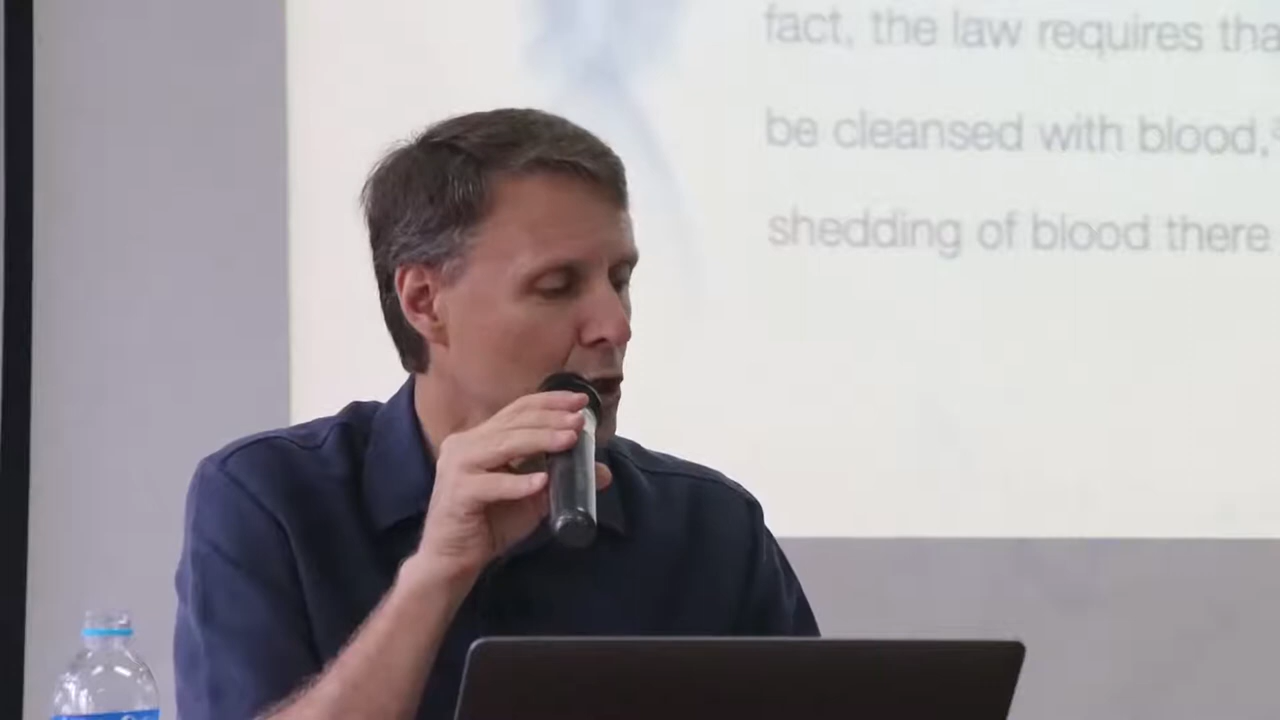 fact, the law requires tha
be cleansed with blood,
shedding of blood there